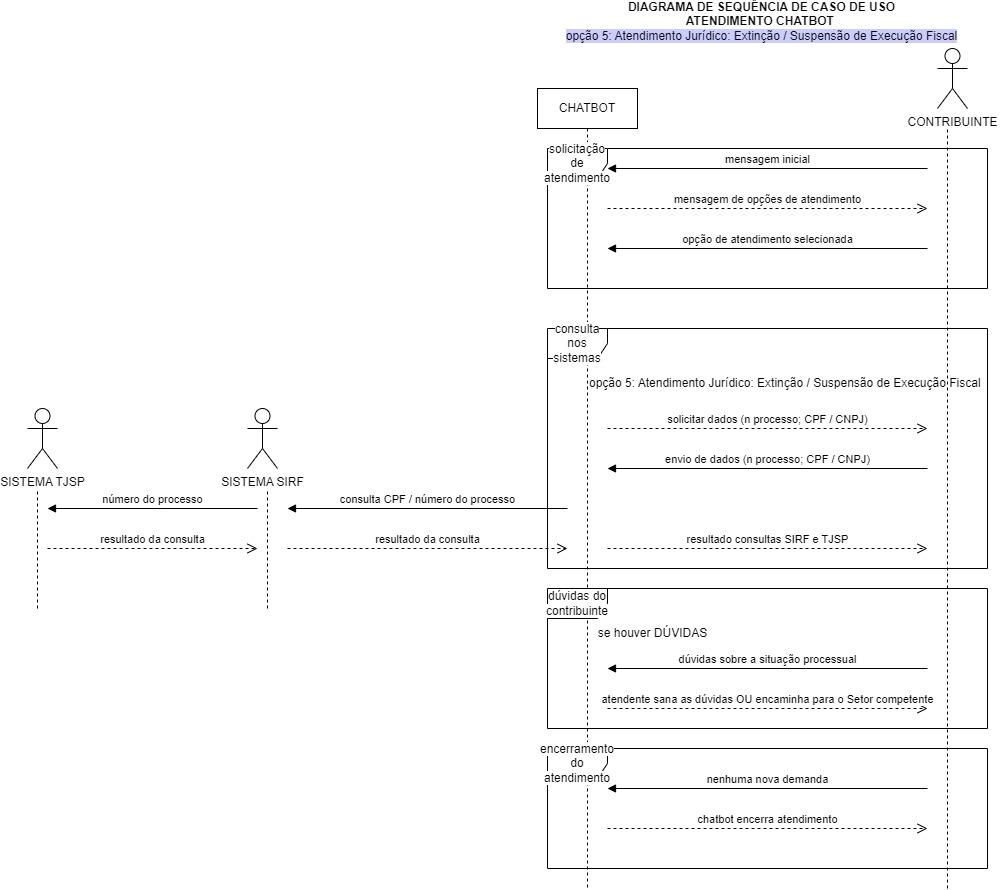 DIAGRAMA DE SEQUÊNCIA DE CASO DE USO
ATENDIMENTO CHATBOT
opção 5: Atendimento Jurídico: Extinção / Suspensão de Execução Fiscal
CHATBOT
CONTRIBUINTE
solicitação
de
atendimento
mensagem inicial
mensagem de opções de atendimento
opção de atendimento selecionada
consulta
nos
sistemas
opção 5: Atendimento Jurídico: Extinção / Suspensão de Execução Fiscal
solicitar dados (n processo; CPF / CNPJ)
envio de dados (n processo; CPF / CNPJ)
SISTEMA TJSP
SISTEMA SIRF
número do processo
consulta CPF / número do processo
resultado da consulta
resultado da consulta
resultado consultas SIRF e TJSP
dúvidas do
contribuinte
se houver DÚVIDAS
dúvidas sobre a situação processual
atendente sana as dúvidas OU encaminha para o Setor competente
encerramento
do
atendimento
nenhuma nova demanda
chatbot encerra atendimento